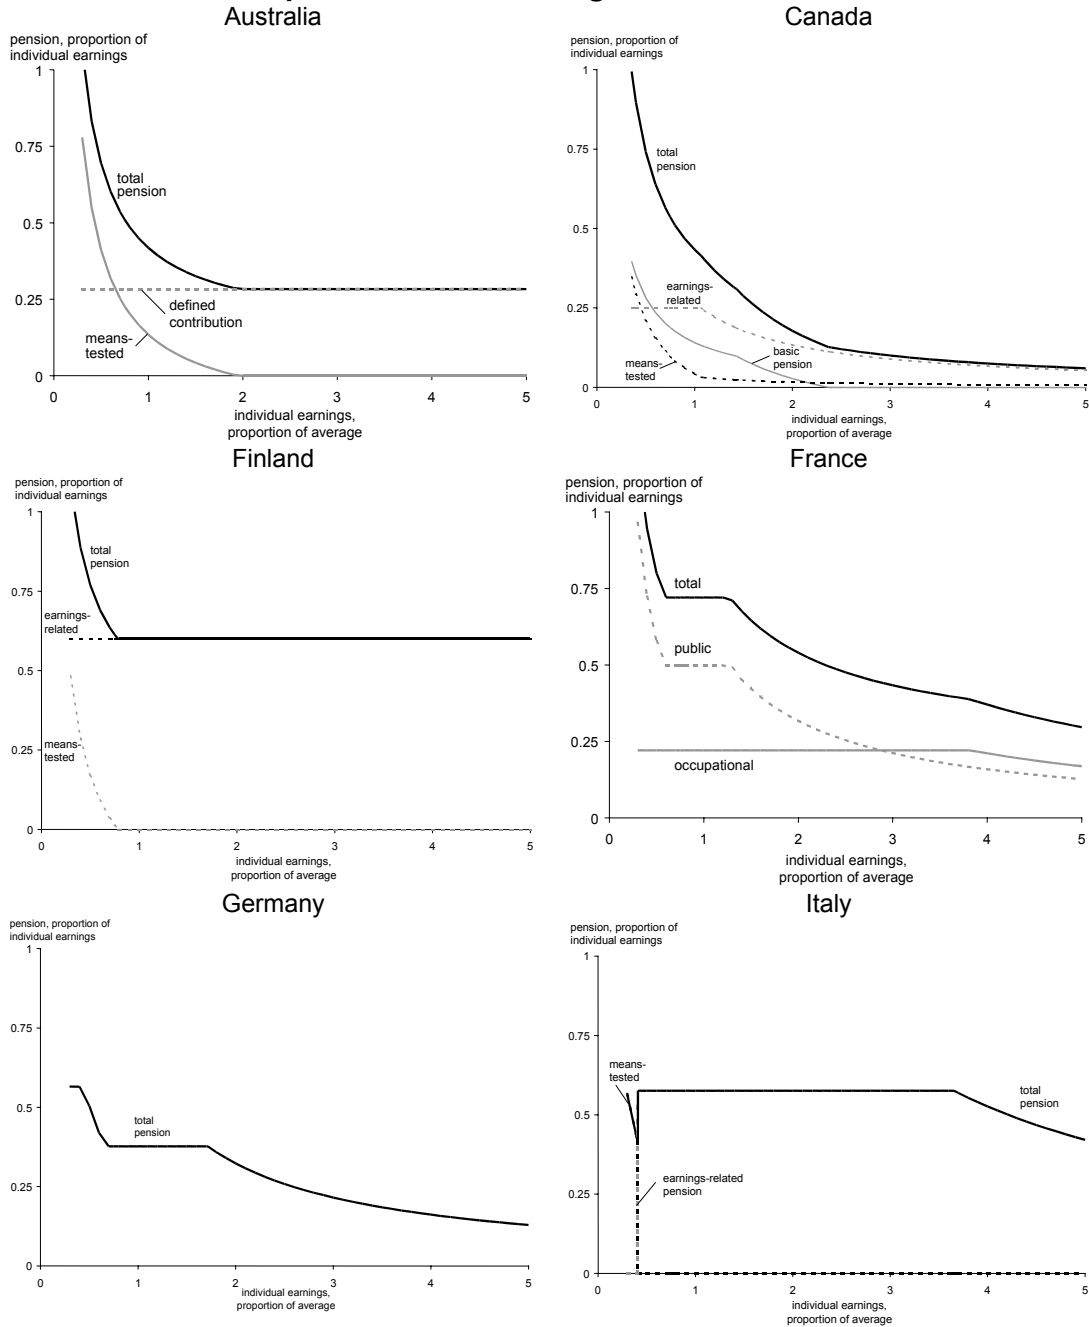 Australia
pension, proportion of
individual earnings
1
0.75
0.5
0.25
0
total
pension
defined
contribution
means-
tested
0 1 2 3 4 5
individual earnings,
proportion of average
Canada
pension, proportion of
individual earnings
1
0.75
0.5
0.25
0
total
pension
earnings-
related
basic
pension
means-
tested
0 1 2 3 4 5
individual earnings,
proportion of average
Finland
pension, proportion of
individual earnings
1
0.75
0.5
0.25
0
total
pension
earnings-
related
means-
tested
0 1 2 3 4 5
individual earnings,
proportion of average
France
pension, proportion of
individual earnings
1
0.75
0.5
0.25
0
total
public
occupational
0 1 2 3 4 5
individual earnings,
proportion of average
Germany
pension, proportion of
individual earnings
1
0.75
0.5
0.25
0
total
pension
0 1 2 3 4 5
individual earnings,
proportion of average
Italy
pension, proportion of
individual earnings
1
0.75
0.5
0.25
0
means-
tested
total
pension
earnings-related
pension
0 1 2 3 4 5
individual earnings,
proportion of average